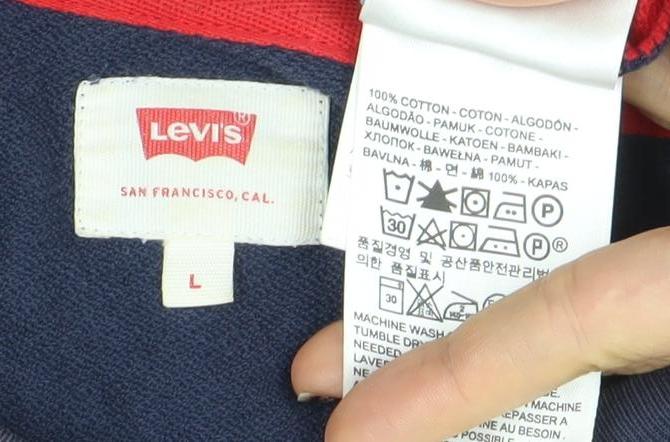 LEVI'S®
SAN FRANCISCO, CAL.
L
100% COTTON - COTON - ALGODÓN -
ALGODÃO - PAMUK - COTONE -
BAUMWOLLE - KATOEN - BAMBAKI -
ХЛОПОК - BAWEŁNA - PAMUT -
BAVLNA - 棉 - 면 - 綿 100% - KAPAS
P
30 P ®
품질경영 및 공산품안전관리법
의한 품질표시
30
MACHINE WASH
TUMBLE DRY
NEEDED
LAVER
MACHINE
REPASSER A
NE AU BESOIN.
POSSIBLE